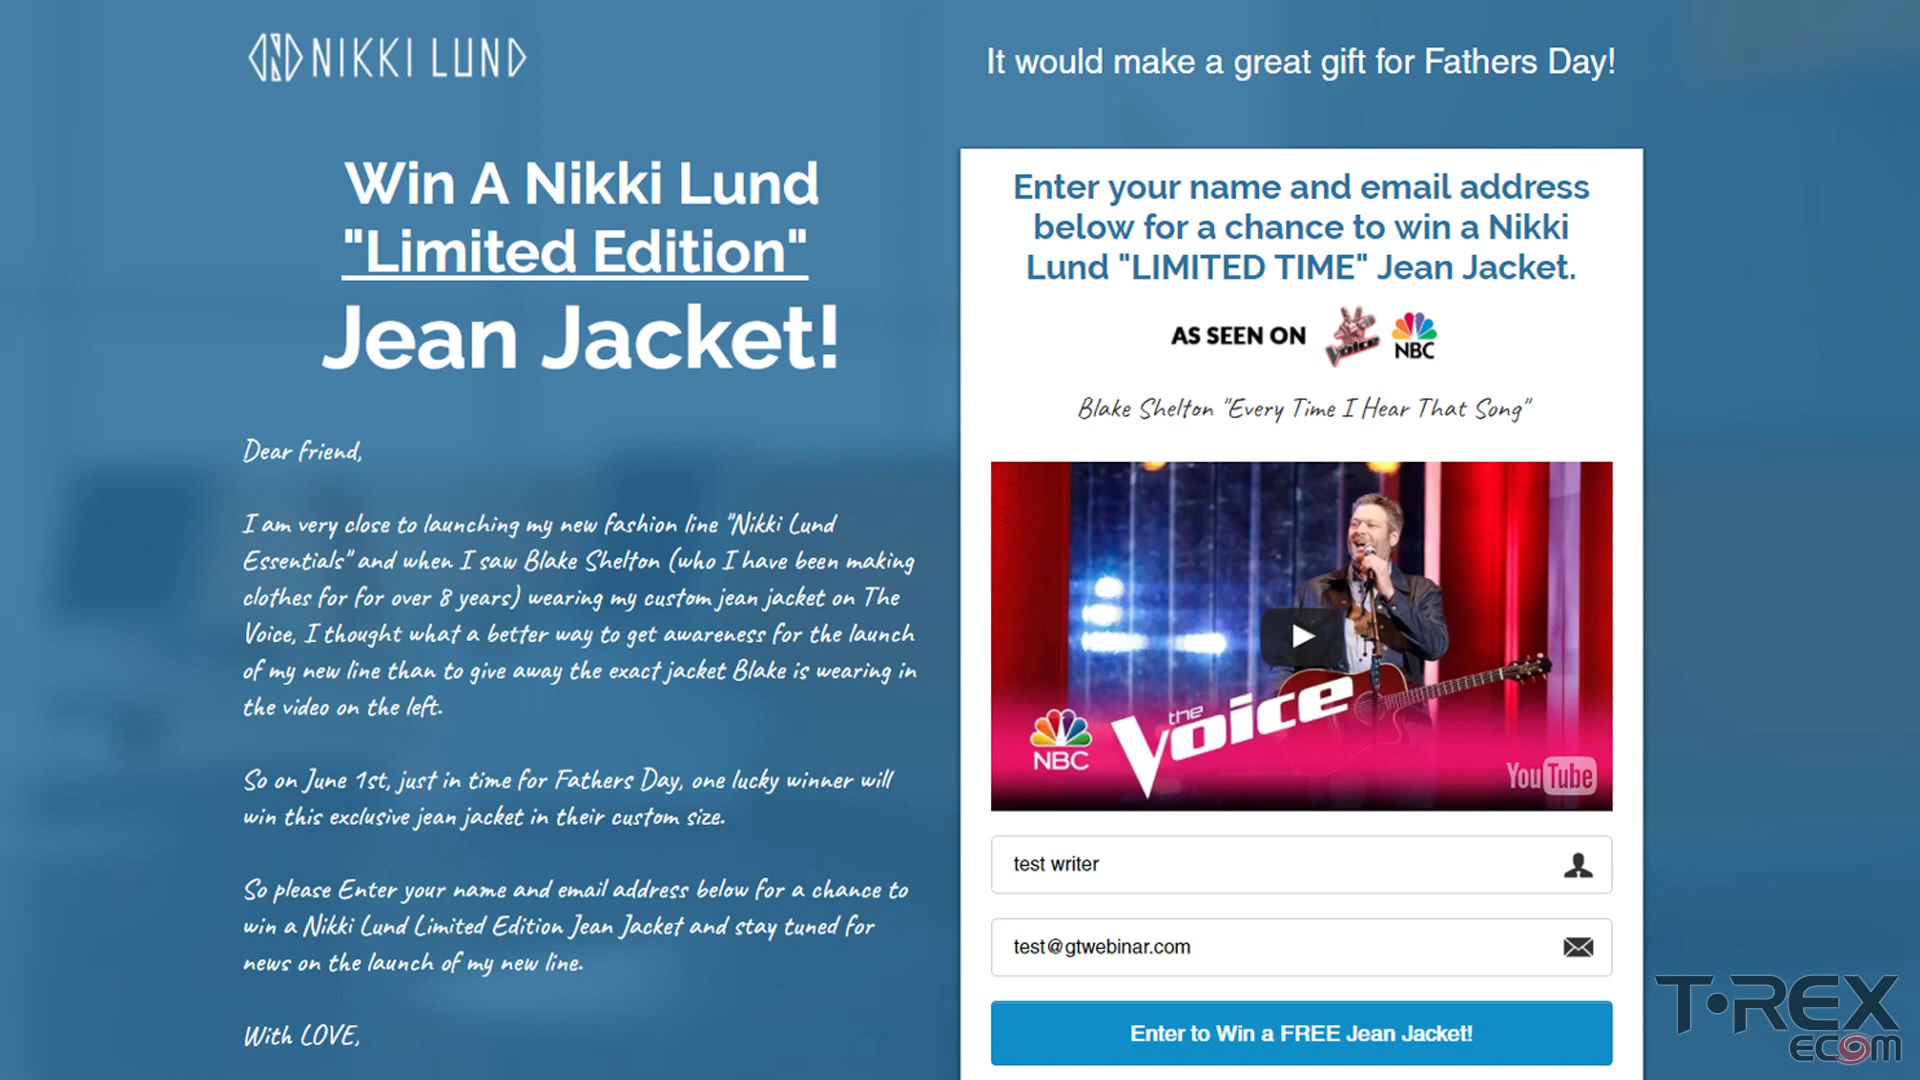 NIKKI LUND
It would make a great gift for Fathers Day!
Win A Nikki Lund
"Limited Edition"
Jean Jacket!
Dear friend,
I am very close to launching my new fashion line "Nikki Lund
Essentials" and when I saw Blake Shelton (who I have been making
clothes for for over 8 years) wearing my custom jean jacket on The
Voice, I thought what a better way to get awareness for the launch
of my new line than to give away the exact jacket Blake is wearing in
the video on the left.
So on June 1st, just in time for Fathers Day, one lucky winner will
win this exclusive jean jacket in their custom size.
So please Enter your name and email address below for a chance to
win a Nikki Lund Limited Edition Jean Jacket and stay tuned for
news on the launch of my new line.
With LOVE,
Enter your name and email address
below for a chance to win a Nikki
Lund "LIMITED TIME" Jean Jacket.
AS SEEN ON the Voice NBC
Blake Shelton "Every Time I Hear That Song"
NBC the Voice
YouTube
test writer
test@gtwebinar.com
Enter to Win a FREE Jean Jacket!
T•REX
ECOM